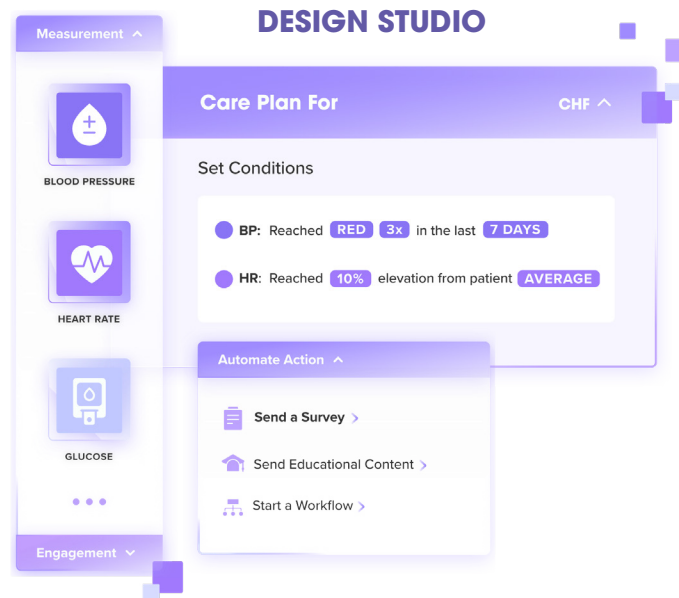 DESIGN STUDIO
Measurement
BLOOD PRESSURE
HEART RATE
GLUCOSE
Engagement
Care Plan For
CHF
Set Conditions
BP: Reached RED 3x in the last 7 DAYS
HR: Reached 10% elevation from patient AVERAGE
Automate Action
Send a Survey
Send Educational Content
Start a Workflow